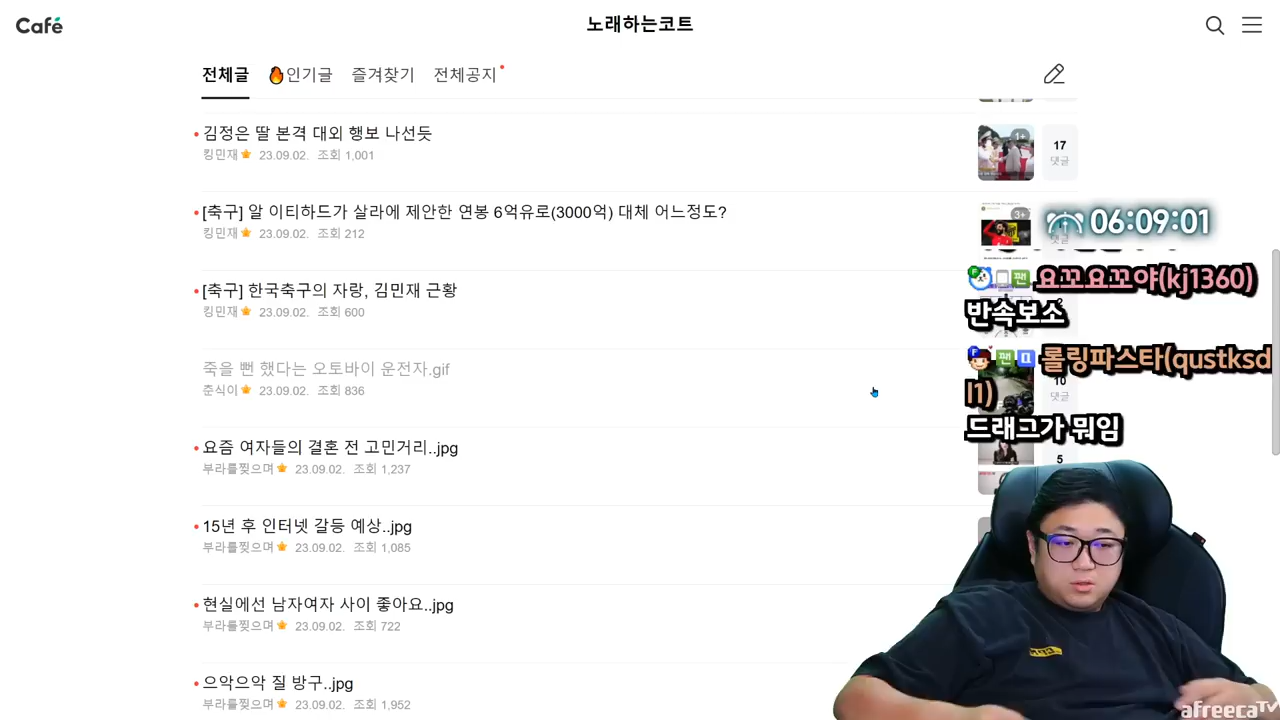 Café
노래하는코트
전체글 🔥인기글 즐겨찾기 전체공지
김정은 딸 본격 대외 행보 나선듯
킹민재 23.09.02. 조회 1,001
1+
17
댓글
[축구] 알 이티하드가 살라에 제안한 연봉 6억유로(3000억) 대체 어느정도?
킹민재 23.09.02. 조회 212
3+
댓글
06:09:01
[축구] 한국축구의 자랑, 김민재 근황
킹민재 23.09.02. 조회 600
요꼬요꼬야(kj1360)
반속보소
죽을 뻔 했다는 오토바이 운전자.gif
춘식이 23.09.02. 조회 836
10
댓글
롤링파스타(qustksd
l1)
드래그가 뭐임
요즘 여자들의 결혼 전 고민거리..jpg
부라를찢으며 23.09.02. 조회 1,237
5
15년 후 인터넷 갈등 예상..jpg
부라를찢으며 23.09.02. 조회 1,085
현실에선 남자여자 사이 좋아요..jpg
부라를찢으며 23.09.02. 조회 722
으악으악 질 방구..jpg
부라를찢으며 23.09.02. 조회 1,952
afreecaTV